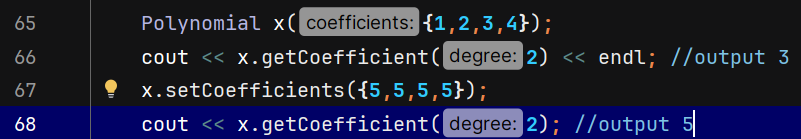 65 Polynomial x(coefficients: {1,2,3,4});
66 cout << x.getCoefficient(degree: 2) << endl; //output 3
67 x.setCoefficients({5,5,5,5});
68 cout << x.getCoefficient(degree: 2); //output 5